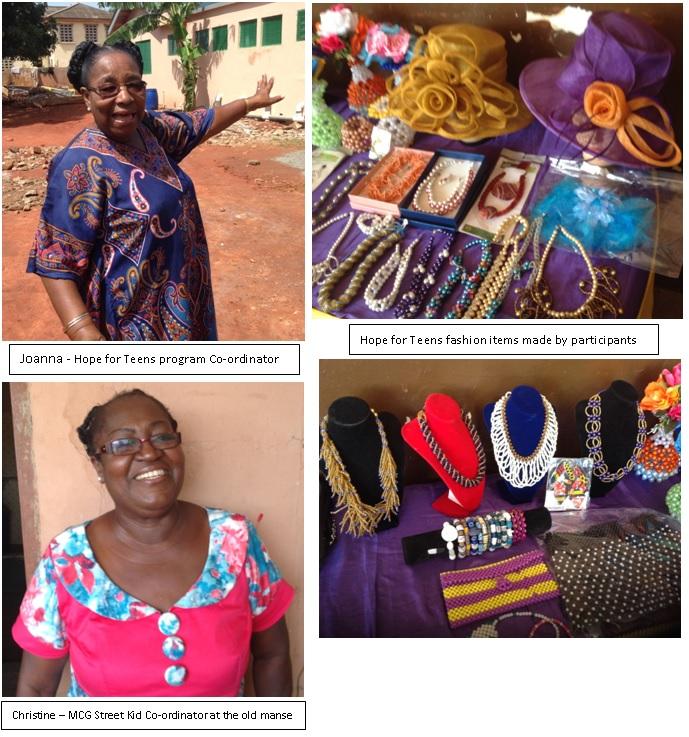 Joanna - Hope for Teens program Co-ordinator
Hope for Teens fashion items made by participants
Christine – MCG Street Kid Co-ordinator at the old manse